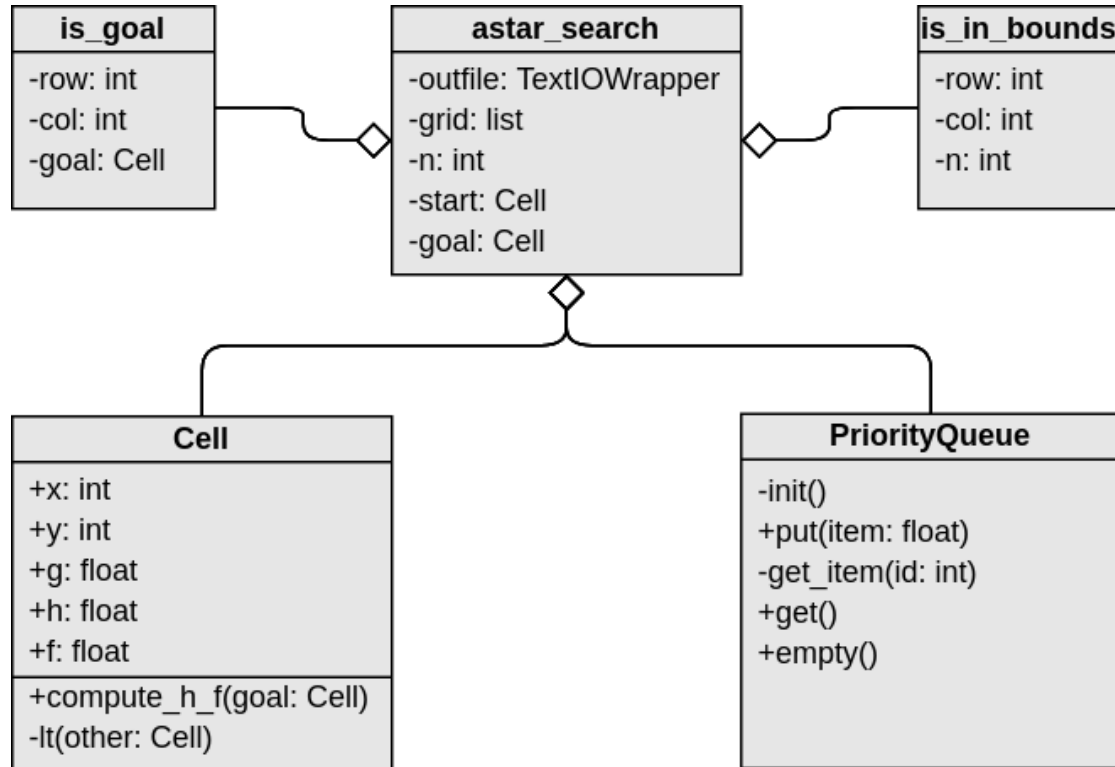 is_goal
-row: int
-col: int
-goal: Cell
astar_search
-outfile: TextIOWrapper
-grid: list
-n: int
-start: Cell
-goal: Cell
is_in_bounds
-row: int
-col: int
-n: int
Cell
+x: int
+y: int
+g: float
+h: float
+f: float
+compute_h_f(goal: Cell)
-lt(other: Cell)
PriorityQueue
-init()
+put(item: float)
-get_item(id: int)
+get()
+empty()